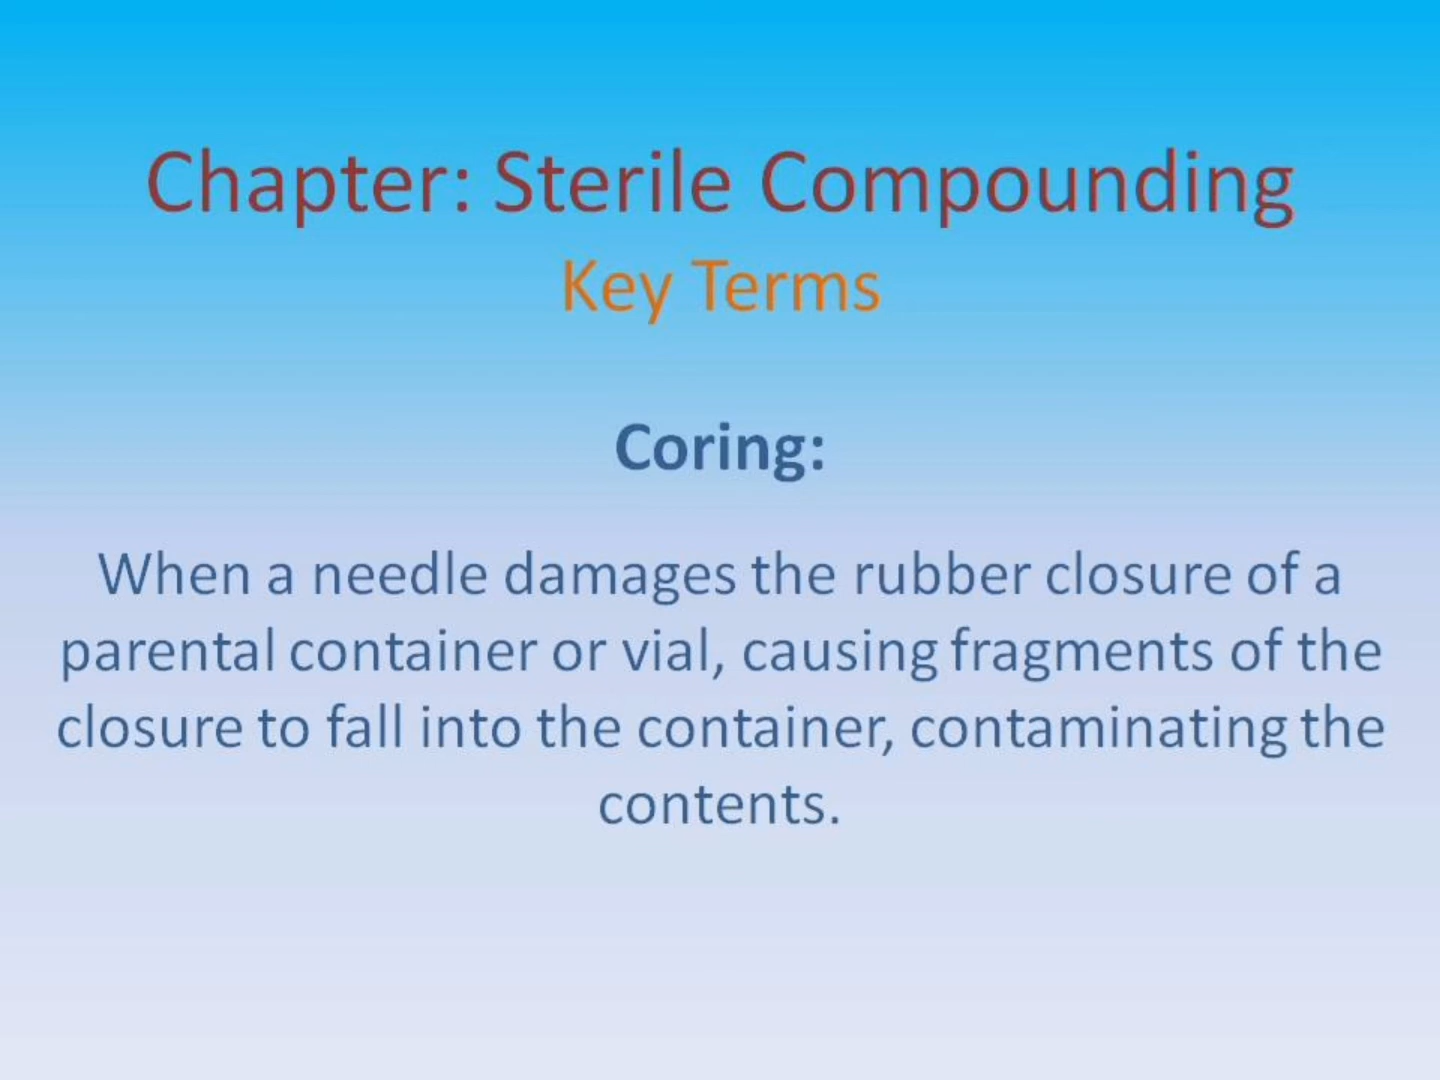 Chapter: Sterile Compounding
Key Terms
Coring:
When a needle damages the rubber closure of a
parental container or vial, causing fragments of the
closure to fall into the container, contaminating the
contents.